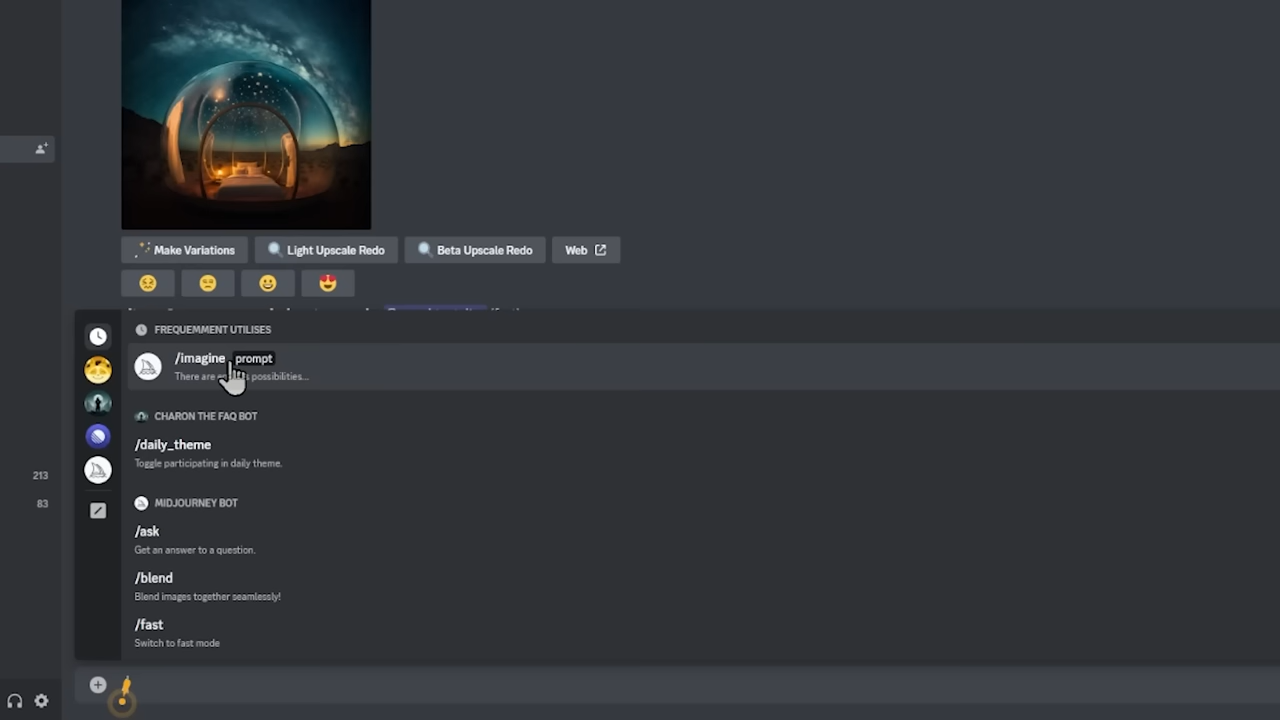 Make Variations Light Upscale Redo Beta Upscale Redo Web
FREQUEMMENT UTILISES
/imagine prompt
There are possibilities...
CHARON THE FAQ BOT
/daily_theme
Toggle participating in daily theme.
MIDJOURNEY BOT
/ask
Get an answer to a question.
213
/blend
Blend images together seamlessly!
83
/fast
Switch to fast mode